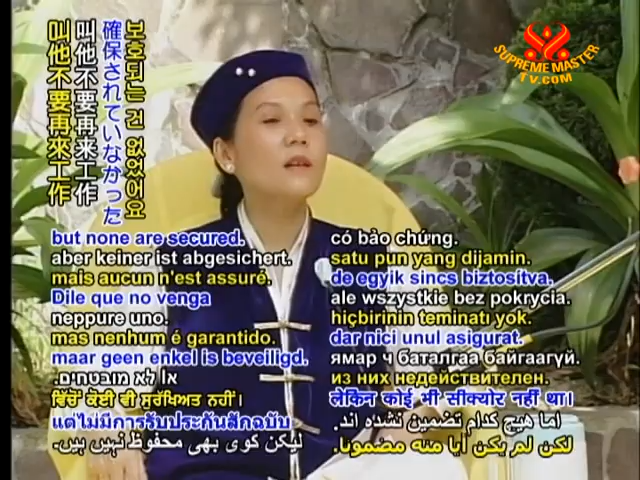 SUPREME MASTER
TV.COM
叫他不要再來工作
叫他不要再来工作
確保されていなかった
보호되는 건 없었어요
but none are secured.
aber keiner ist abgesichert.
mais aucun n'est assuré.
Dile que no venga
neppure uno.
mas nenhum é garantido.
maar geen enkel is beveiligd.
או לא מובטחים.
ਵਿੱਚੋਂ ਕੋਈ ਵੀ ਸੁਰੱਖਿਅਤ ਨਹੀਂ।
แต่ไม่มีการรับประกันสักฉบับ
لیکن کوی بھی محفوظ نہیں ہیں.
có bảo chứng.
satu pun yang dijamin.
de egyik sincs biztosítva.
ale wszystkie bez pokrycia.
hiçbirinin teminatı yok.
dar nici unul asigurat.
ямар ч баталгаа байгаагүй.
из них недействителен.
लेकिन कोई भी सीक्योर नहीं था।
اما هیچ کدام تضمین نشده اند.
لكن لم يكن أيا منه مضمونا.